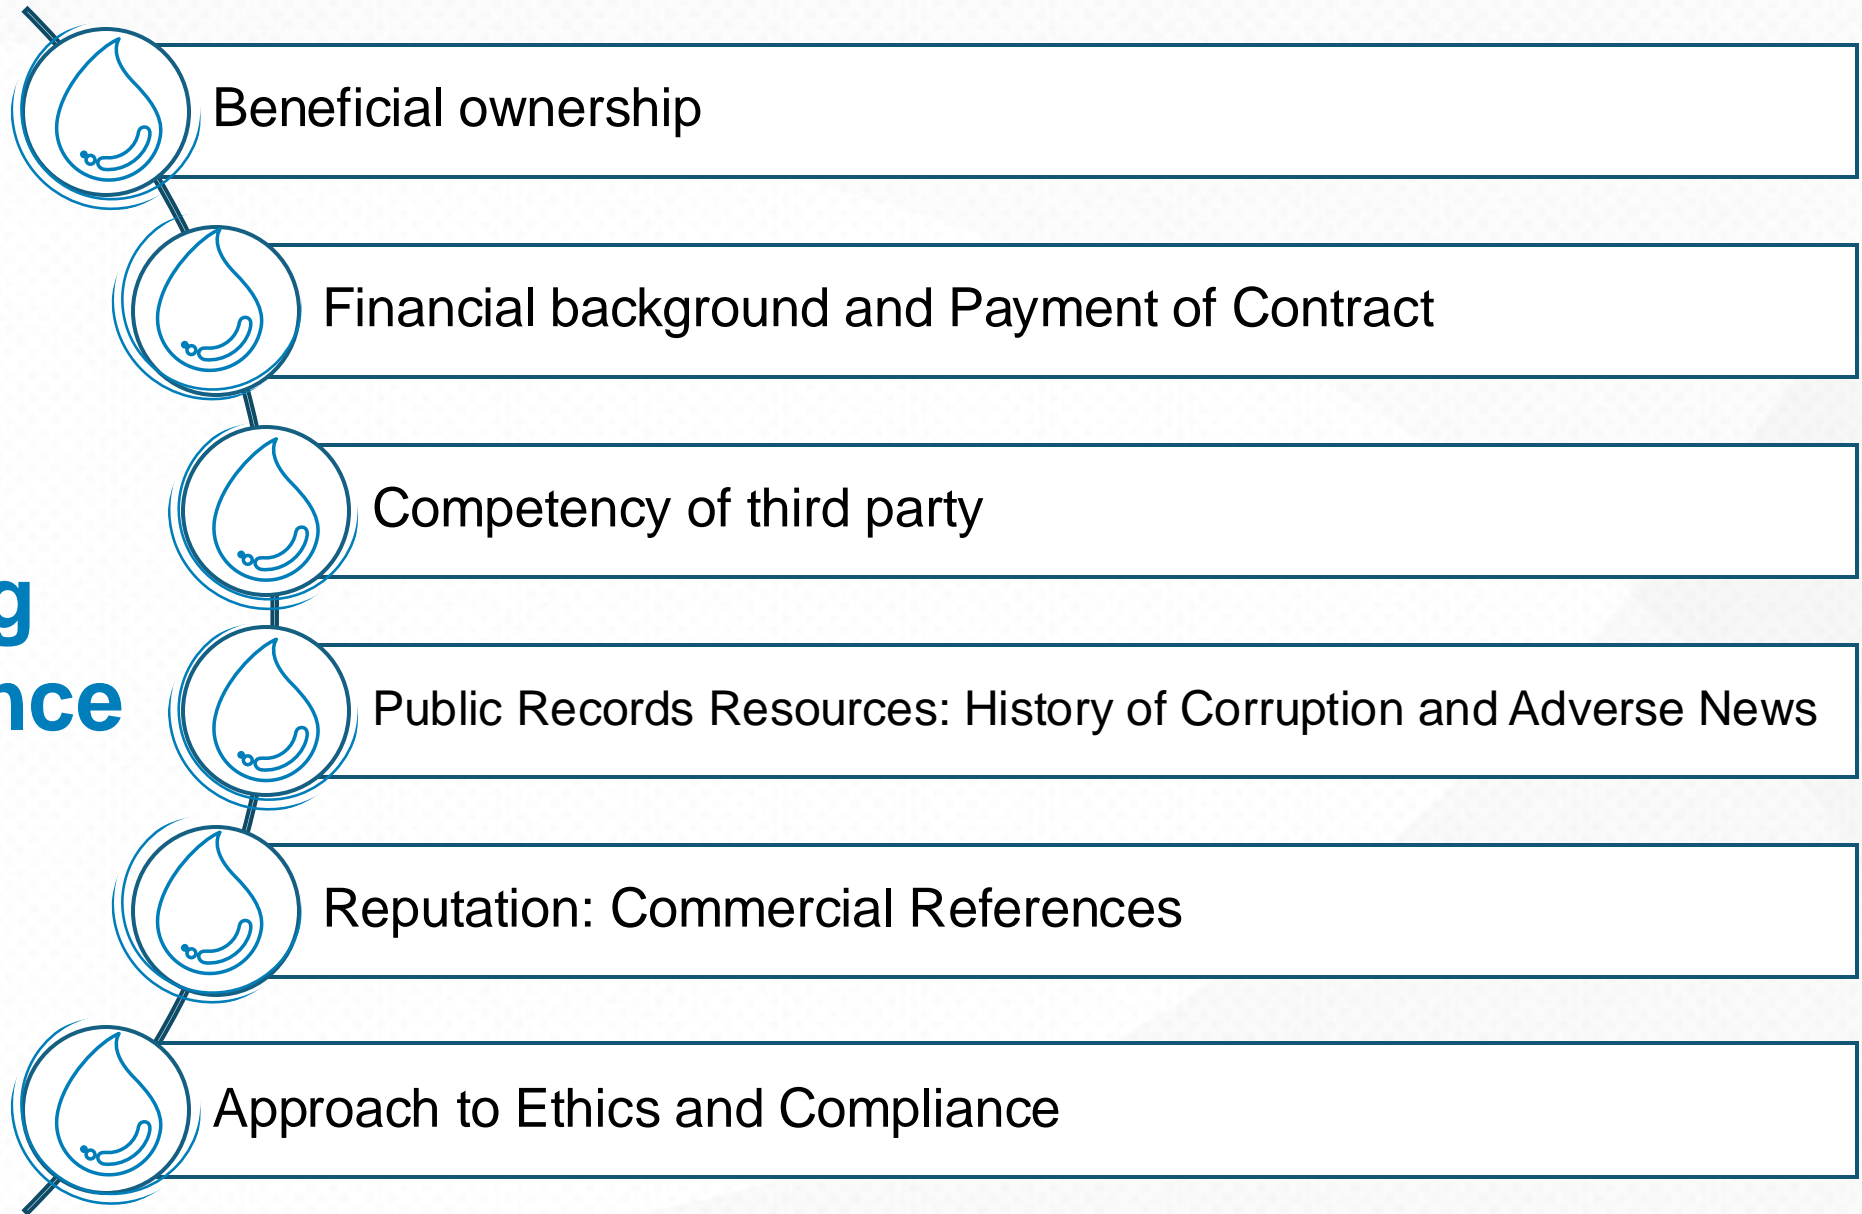 Beneficial ownership
Financial background and Payment of Contract
Competency of third party
g
nce
Public Records Resources: History of Corruption and Adverse News
Reputation: Commercial References
Approach to Ethics and Compliance